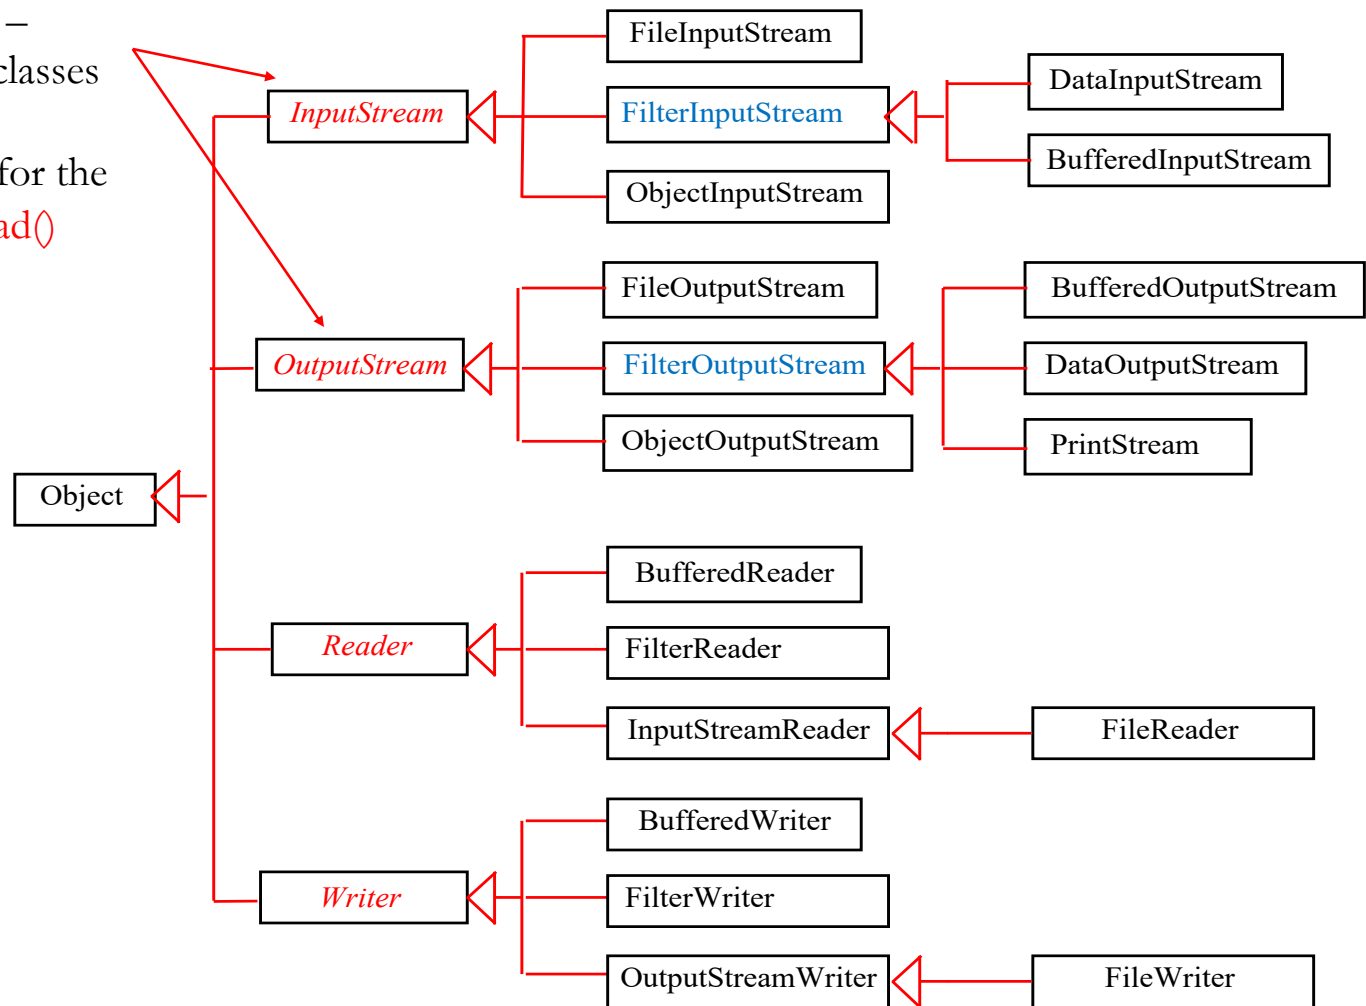 –
classes
for the
ad()
Object
InputStream
FileInputStream
FilterInputStream
ObjectInputStream
DataInputStream
BufferedInputStream
OutputStream
FileOutputStream
FilterOutputStream
ObjectOutputStream
BufferedOutputStream
DataOutputStream
PrintStream
Reader
BufferedReader
FilterReader
InputStreamReader
FileReader
Writer
BufferedWriter
FilterWriter
OutputStreamWriter
FileWriter